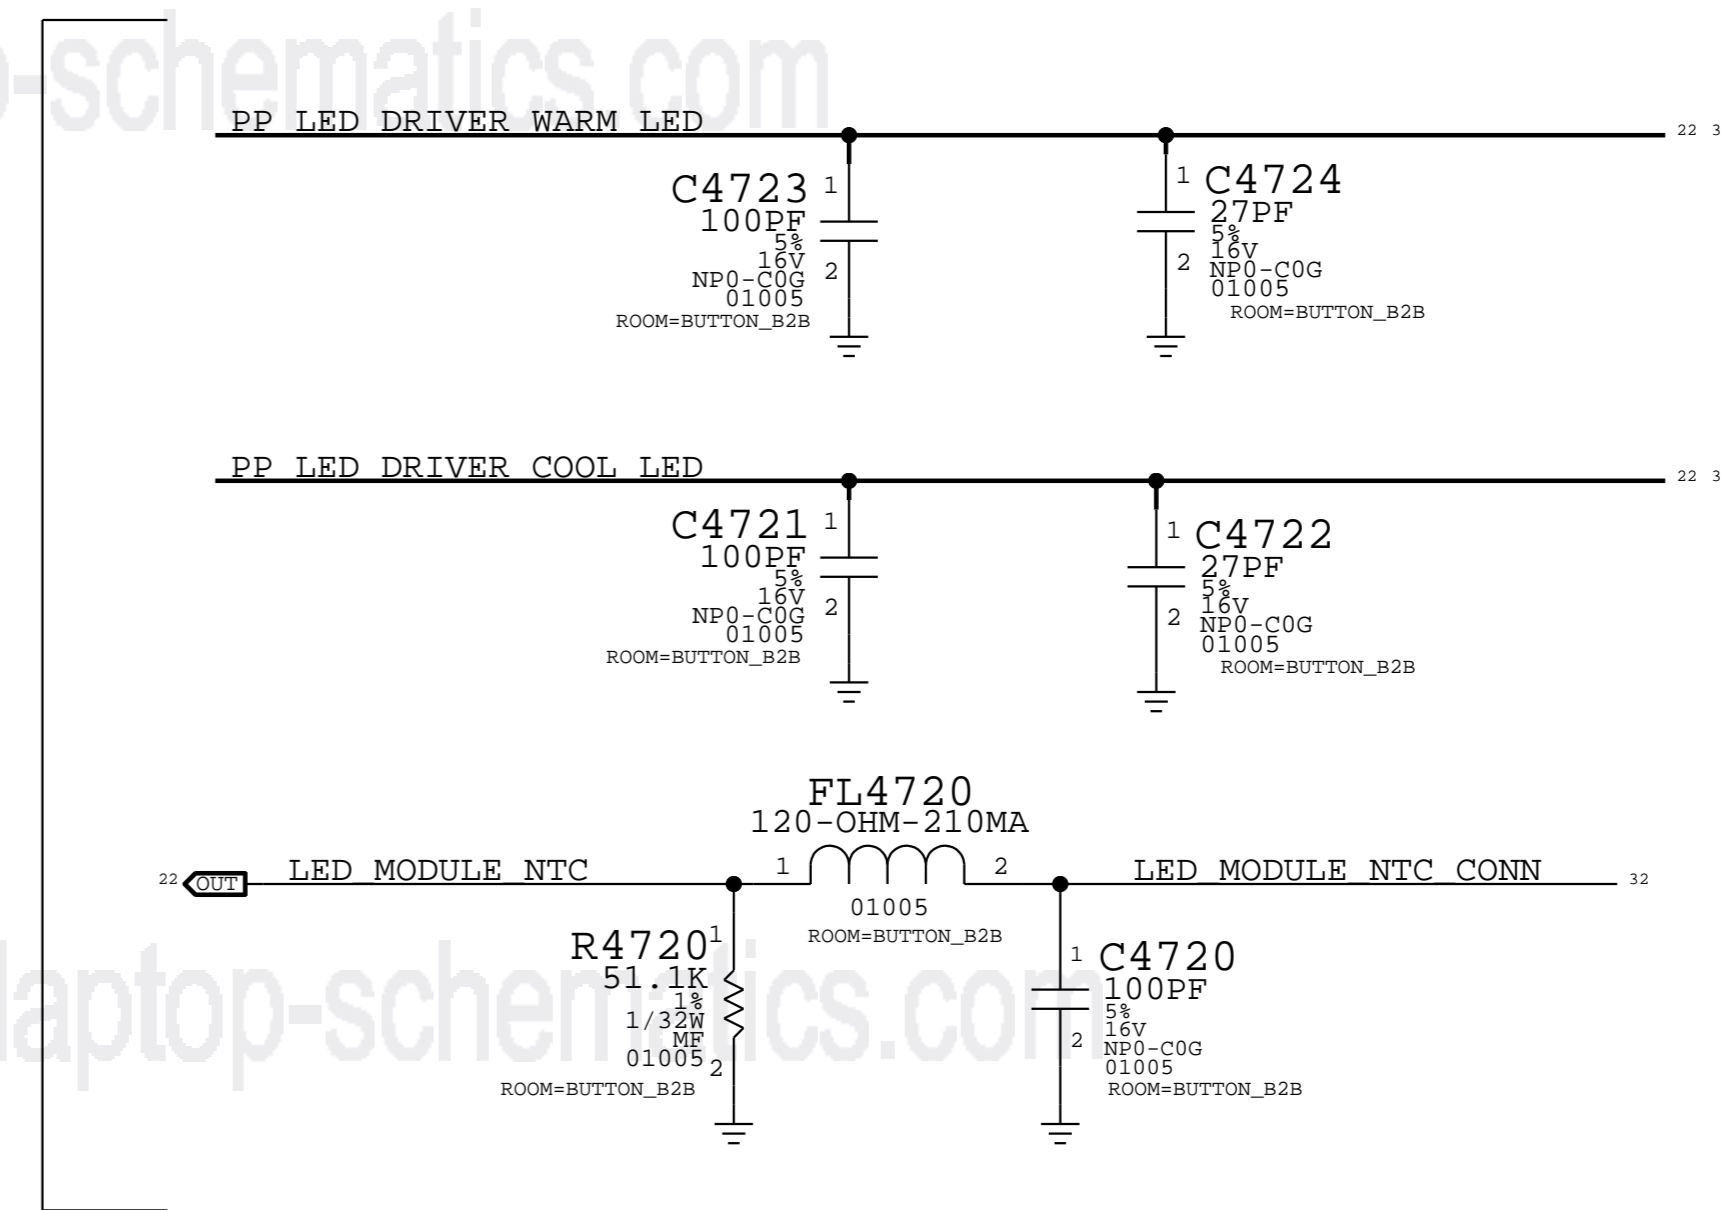 p-schematics.com
PP_LED_DRIVER_WARM_LED
22 3
C4723
100PF
5%
16V
NP0-C0G
01005
ROOM=BUTTON_B2B
1
2
1
2
C4724
27PF
5%
16V
NP0-C0G
01005
ROOM=BUTTON_B2B
PP_LED_DRIVER_COOL_LED
22 3
C4721
100PF
5%
16V
NP0-C0G
01005
ROOM=BUTTON_B2B
1
2
1
2
C4722
27PF
5%
16V
NP0-C0G
01005
ROOM=BUTTON_B2B
FL4720
120-OHM-210MA
22 OUT LED_MODULE_NTC 1 2 LED_MODULE_NTC_CONN 32
01005
ROOM=BUTTON_B2B
R4720
51.1K
1%
1/32W
MF
01005
ROOM=BUTTON_B2B
1
2
1
2
C4720
100PF
5%
16V
NP0-C0G
01005
ROOM=BUTTON_B2B
laptop-schematics.com